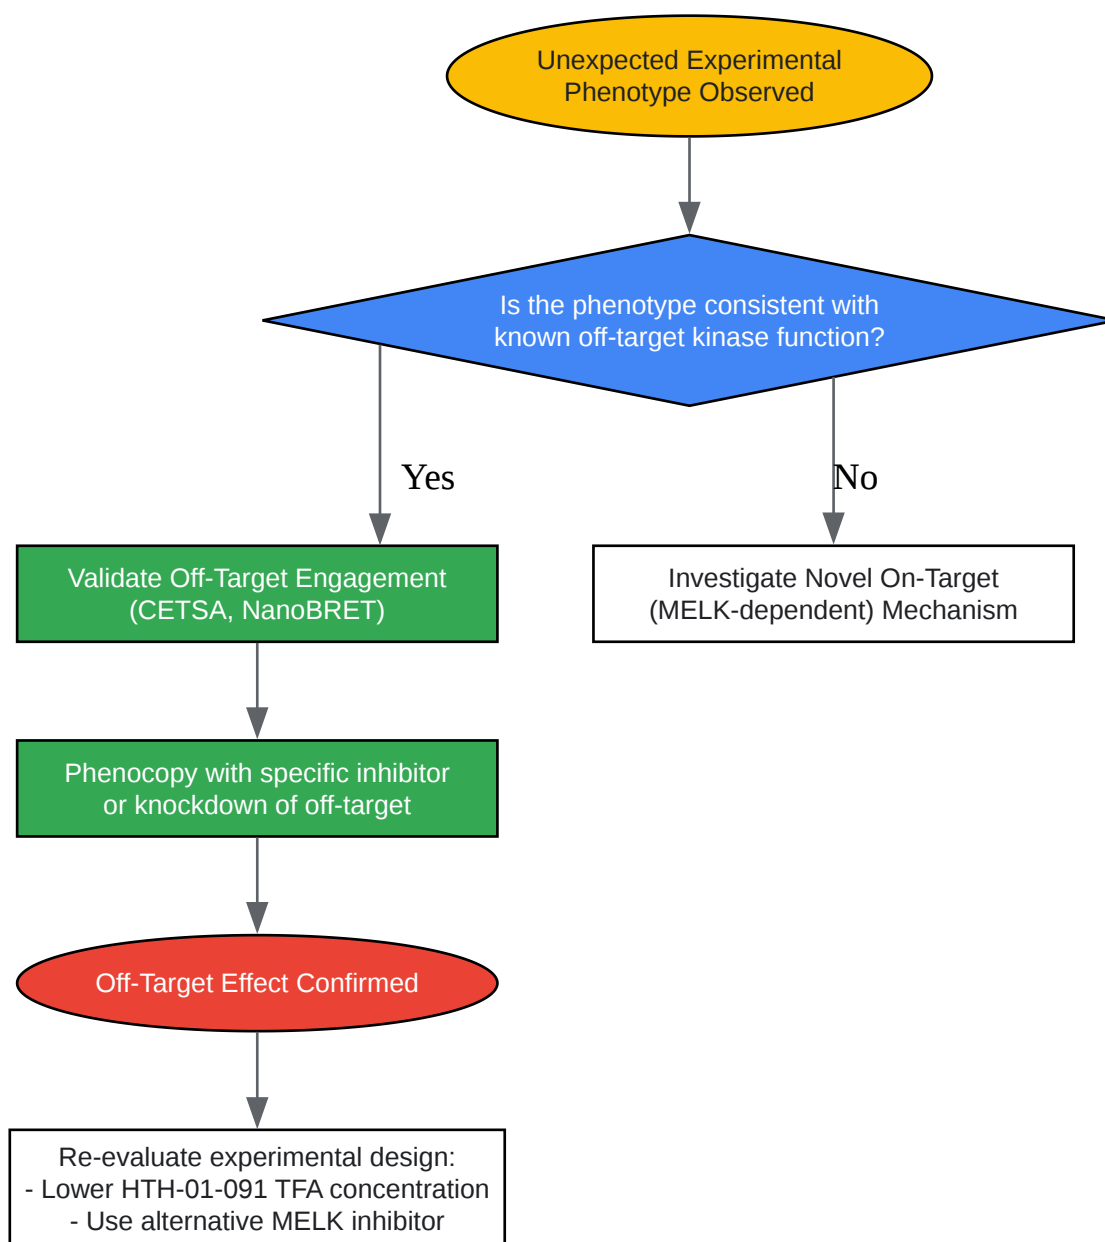 Unexpected Experimental
Phenotype Observed
Is the phenotype consistent with
known off-target kinase function?
Yes
No
Validate Off-Target Engagement
(CETSA, NanoBRET)
Investigate Novel On-Target
(MELK-dependent) Mechanism
Phenocopy with specific inhibitor
or knockdown of off-target
Off-Target Effect Confirmed
Re-evaluate experimental design:
- Lower HTH-01-091 TFA concentration
- Use alternative MELK inhibitor